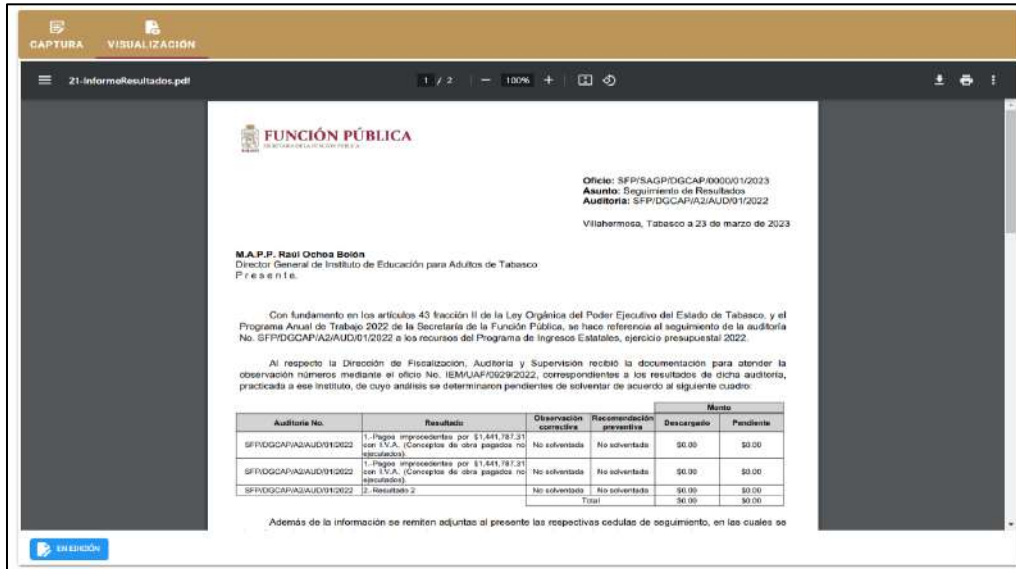 CAPTURA VISUALIZACIÓN
21-InformeResultados.pdf 1 / 2 — 100% +
FUNCIÓN PÚBLICA
SECRETARÍA DE LA FUNCIÓN PÚBLICA
Oficio: SFP/SAGP/DGCAP/0000/01/2023
Asunto: Seguimiento de Resultados
Auditoría: SFP/DGCAP/A2/AUD/01/2022
Villahermosa, Tabasco a 23 de marzo de 2023
M.A.P.P. Raúl Ochoa Bolón
Director General de Instituto de Educación para Adultos de Tabasco
P r e s e n t e.
Con fundamento en los artículos 43 fracción II de la Ley Orgánica del Poder Ejecutivo del Estado de Tabasco, y el
Programa Anual de Trabajo 2022 de la Secretaría de la Función Pública, se hace referencia al seguimiento de la auditoría
No. SFP/DGCAP/A2/AUD/01/2022 a los recursos del Programa de Ingresos Estatales, ejercicio presupuestal 2022.
Al respecto la Dirección de Fiscalización, Auditoría y Supervisión recibió la documentación para atender la
observación números mediante el oficio No. IEM/UAF/0929/2022, correspondientes a los resultados de dicha auditoría,
practicada a ese Instituto, de cuyo análisis se determinaron pendientes de solventar de acuerdo al siguiente cuadro:
Monto
Auditoría No. Resultado Observación correctiva Recomendación preventiva Descargado Pendiente
SFP/DGCAP/A2/AUD/01/2022 1.-Pagos improcedentes por $1,441,787.31 con I.V.A. (Conceptos de obra pagados no ejecutados). No solventada No solventada $0.00 $0.00
SFP/DGCAP/A2/AUD/01/2022 1.-Pagos improcedentes por $1,441,787.31 con I.V.A. (Conceptos de obra pagados no ejecutados). No solventada No solventada $0.00 $0.00
SFP/DGCAP/A2/AUD/01/2022 2.-Resultado 2 No solventada No solventada $0.00 $0.00
Total $0.00 $0.00
Además de la información se remiten adjuntas al presente las respectivas cedulas de seguimiento, en las cuales se
EN EDICIÓN